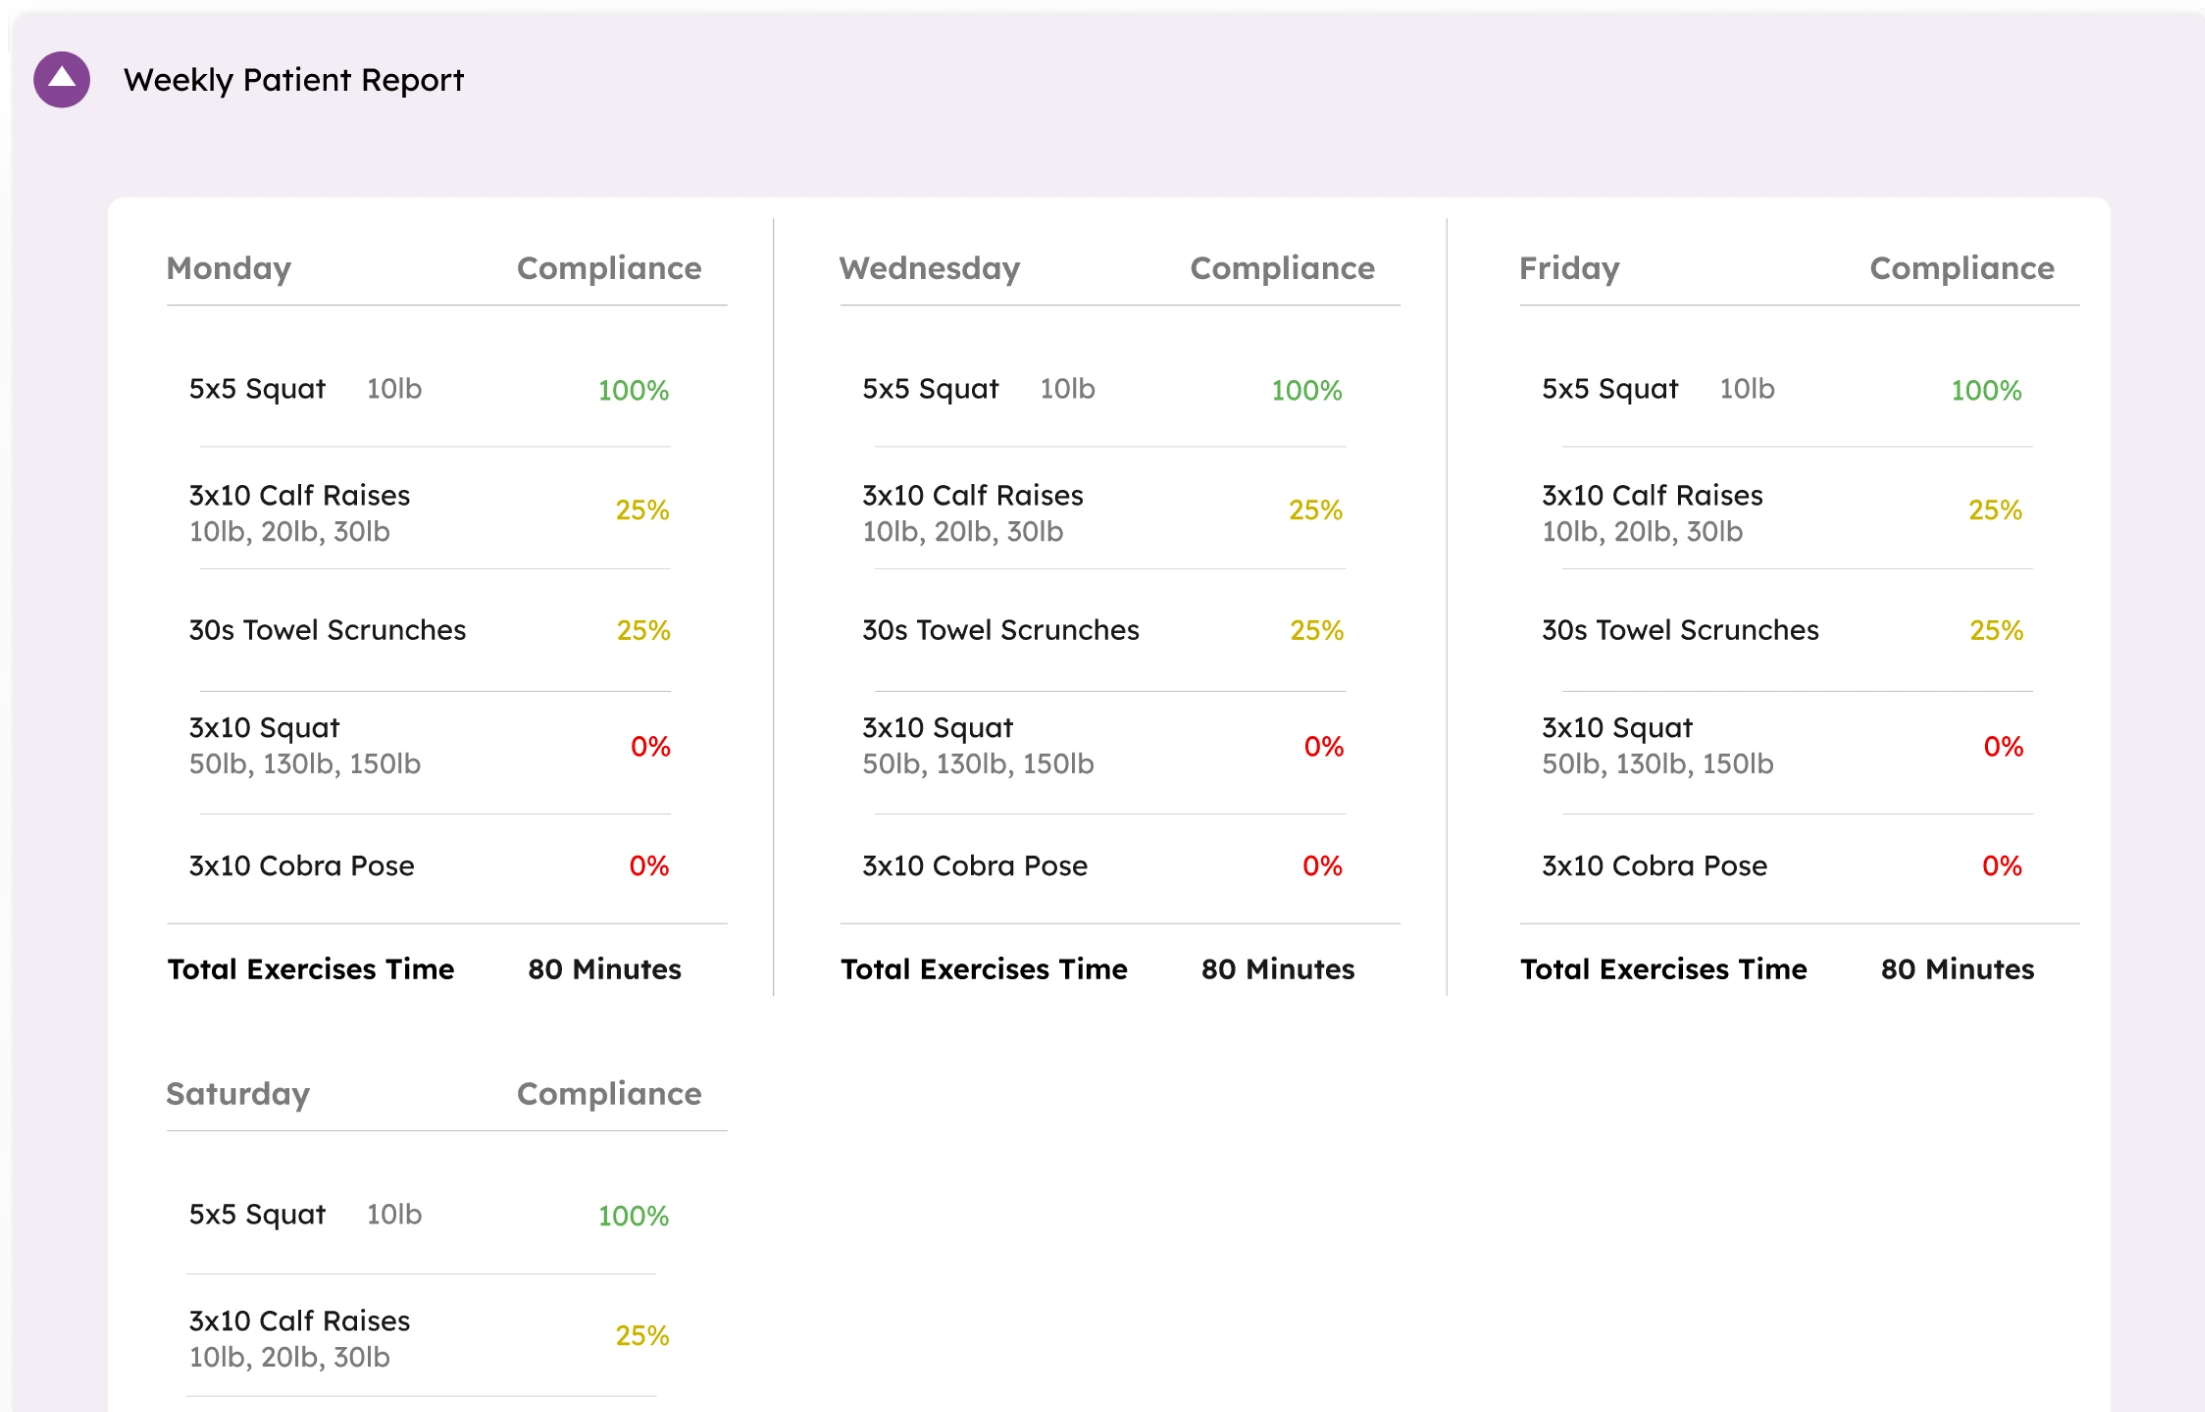 Weekly Patient Report
Monday Compliance
5x5 Squat 10lb 100%
3x10 Calf Raises
10lb, 20lb, 30lb
25%
30s Towel Scrunches 25%
3x10 Squat
50lb, 130lb, 150lb
0%
3x10 Cobra Pose 0%
Total Exercises Time 80 Minutes
Wednesday Compliance
5x5 Squat 10lb 100%
3x10 Calf Raises
10lb, 20lb, 30lb
25%
30s Towel Scrunches 25%
3x10 Squat
50lb, 130lb, 150lb
0%
3x10 Cobra Pose 0%
Total Exercises Time 80 Minutes
Friday Compliance
5x5 Squat 10lb 100%
3x10 Calf Raises
10lb, 20lb, 30lb
25%
30s Towel Scrunches 25%
3x10 Squat
50lb, 130lb, 150lb
0%
3x10 Cobra Pose 0%
Total Exercises Time 80 Minutes
Saturday Compliance
5x5 Squat 10lb 100%
3x10 Calf Raises
10lb, 20lb, 30lb
25%